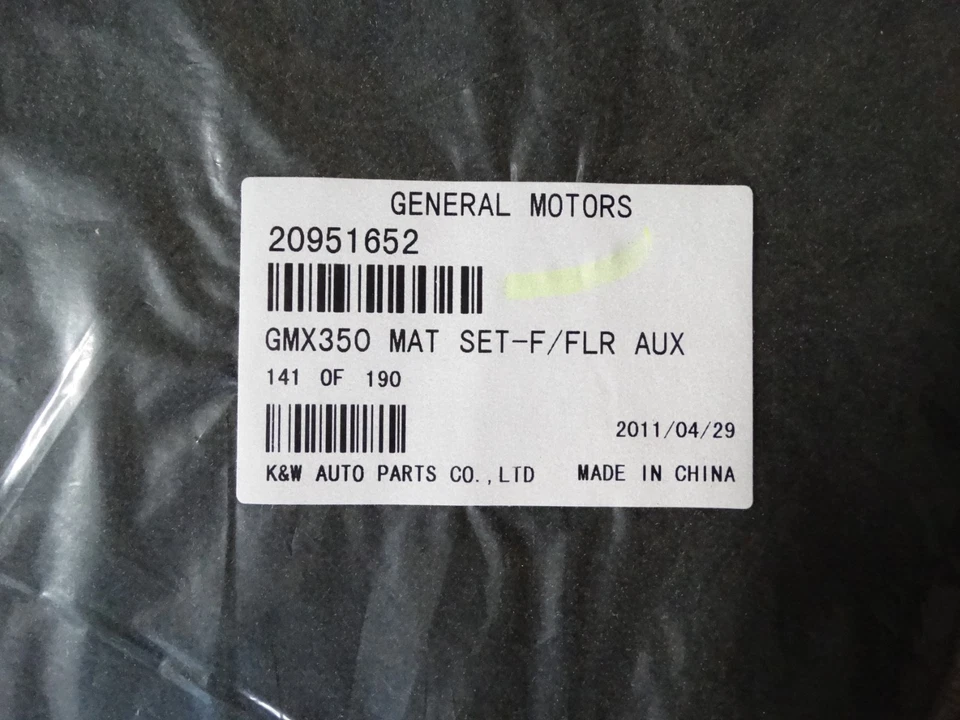 GENERAL MOTORS
20951652
GMX350 MAT SET-F/FLR AUX
141 OF 190
2011/04/29
K&W AUTO PARTS CO.,LTD MADE IN CHINA